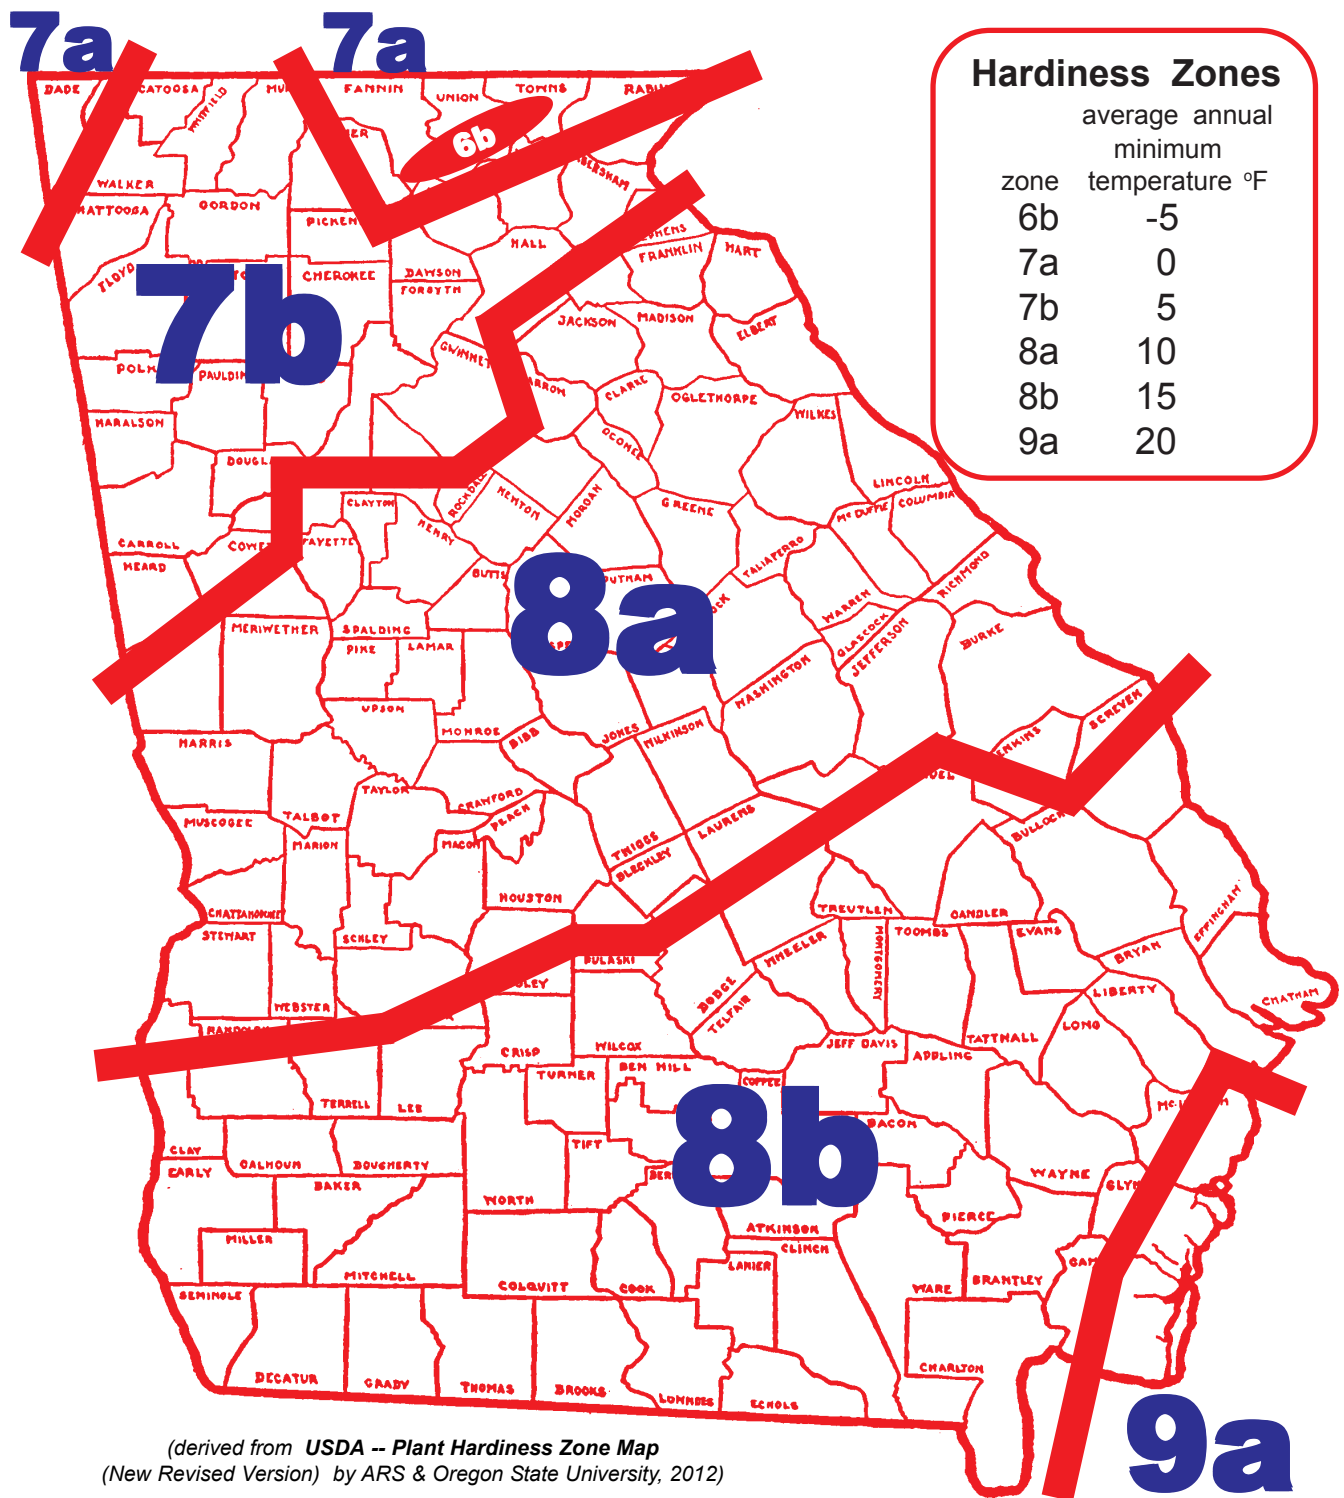 7a
7a
DADE
CATOOSA
WHITFIELD
FANNIN
UNION
TOWNS
6b
WALKER
GORDON
HALL
FRANKLIN
HART
FLOYD
7b
CHEROKEE
DAWSON
FORSYTH
JACKSON
MADISON
ELBERT
CLARKE
OGLETHORPE
WILKES
HARALSON
OCONEE
LINCOLN
CLAYTON
ROCKDALE
NEWTON
MORGAN
GREENE
MCDUFFIE
COLUMBIA
HENRY
CARROLL
HEARD
TALIAFERRO
RICHMOND
BUTTS
8a
WARREN
GLASCOCK
JEFFERSON
BURKE
MERIWETHER
SPALDING
PIKE
LAMAR
WASHINGTON
SCREVEN
UPSON
MONROE
BIBB
JONES
WILKINSON
HARRIS
TALBOT
TAYLOR
CRAWFORD
PEACH
MUSCOGEE
MARION
MACON
TWIGGS
BLECKLEY
LAURENS
BULLOCH
HOUSTON
TREUTLEN
CANDLER
EFFINGHAM
CHATTAHOOCHEE
STEWART
SCHLEY
TOOMBS
EVANS
MONTGOMERY
WHEELER
BRYAN
PULASKI
DODGE
TELFAIR
LIBERTY
CHATHAM
WEBSTER
LONG
TATTNALL
RANDOLPH
CRISP
WILCOX
JEFF DAVIS
APPLING
TURNER
BEN HILL
COFFEE
TERRELL
LEE
8b
BACON
CLAY
EARLY
CALHOUN
DOUGHERTY
TIFT
WAYNE
BAKER
WORTH
PIERCE
ATKINSON
CLINCH
MILLER
MITCHELL
COLQUITT
COOK
LANIER
WARE
BRANTLEY
SEMINOLE
CHARLTON
DECATUR
GRADY
THOMAS
BROOKS
LOWNDES
ECHOLS
9a
Hardiness Zones
average annual
minimum
zone temperature oF
6b -5
7a 0
7b 5
8a 10
8b 15
9a 20
(derived from USDA -- Plant Hardiness Zone Map
(New Revised Version) by ARS & Oregon State University, 2012)